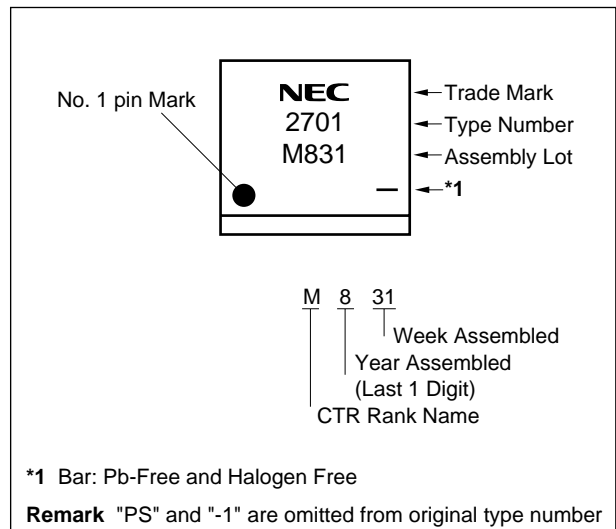 No. 1 pin Mark
NEC
2701
M831
Trade Mark
Type Number
Assembly Lot
*1
M 8 31
Week Assembled
Year Assembled
(Last 1 Digit)
CTR Rank Name
*1 Bar: Pb-Free and Halogen Free
Remark "PS" and "-1" are omitted from original type number